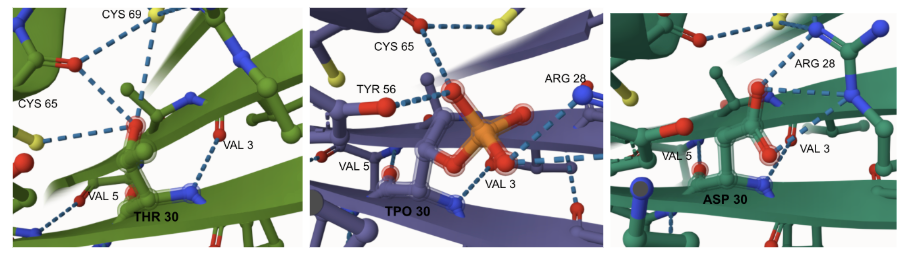 CYS 69
CYS 65
VAL 3
VAL 5
THR 30
CYS 65
TYR 56
ARG 28
VAL 5
VAL 3
TPO 30
ARG 28
VAL 5
VAL 3
ASP 30